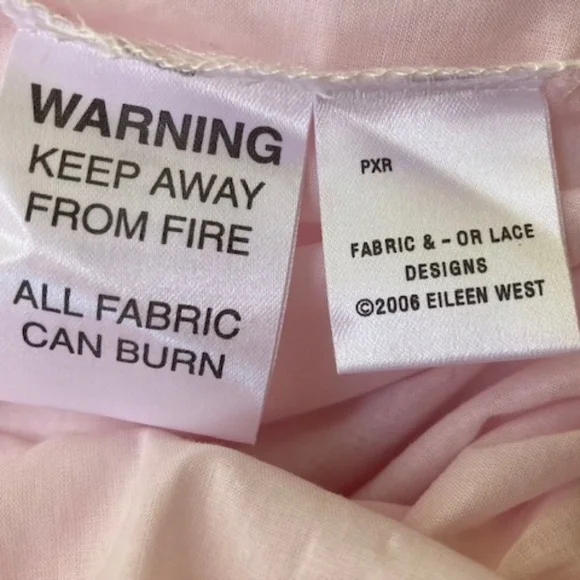 WARNING
KEEP AWAY
FROM FIRE
ALL FABRIC
CAN BURN
PXR
FABRIC & - OR LACE
DESIGNS
©2006 EILEEN WEST